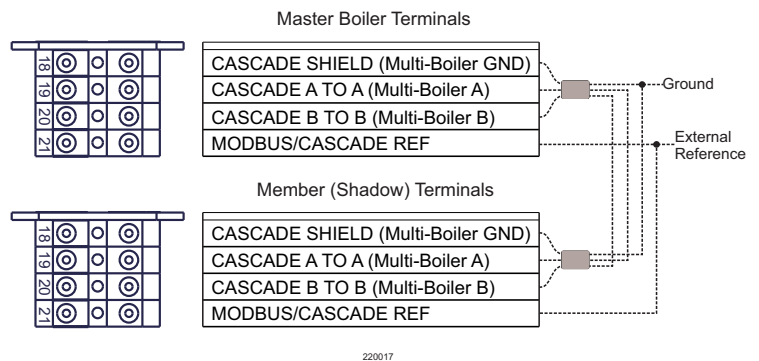 Master Boiler Terminals
18
CASCADE SHIELD (Multi-Boiler GND)
19
CASCADE A TO A (Multi-Boiler A)
20
CASCADE B TO B (Multi-Boiler B)
21
MODBUS/CASCADE REF
Ground
External
Reference
Member (Shadow) Terminals
18
CASCADE SHIELD (Multi-Boiler GND)
19
CASCADE A TO A (Multi-Boiler A)
20
CASCADE B TO B (Multi-Boiler B)
21
MODBUS/CASCADE REF
220017